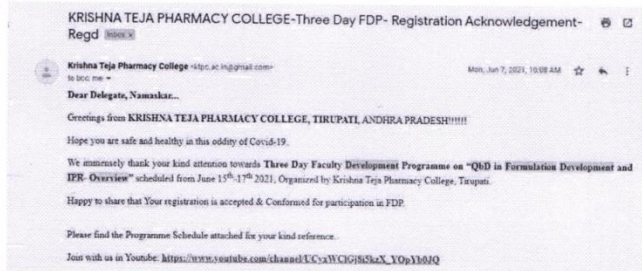 KRISHNA TEJA PHARMACY COLLEGE-Three Day FDP- Registration Acknowledgement-
Regd Inbox x
Krishna Teja Pharmacy College
Mon, Jun 7, 2021, 10:08 AM
to bcc: me
Dear Delegate, Namaskar...
Greetings from KRISHNA TEJA PHARMACY COLLEGE, TIRUPATI, ANDHRA PRADESH!!!!!!
Hope you are safe and healthy in this oddity of Covid-19.
We immensely thank your kind attention towards Three Day Faculty Development Programme on "QbD in Formulation Development and
IPR- Overview" scheduled from June 15th-17th 2021, Organized by Krishna Teja Pharmacy College, Tirupati.
Happy to share that Your registration is accepted & Conformed for participation in FDP.
Please find the Programme Schedule attached for your kind reference.
Join with us in Youtube: